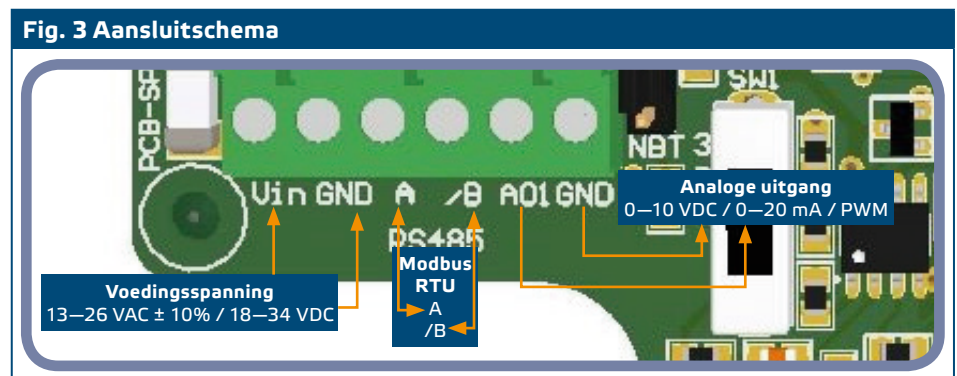 Fig. 3 Aansluitschema
PCB-SP
SW1
NBT 3
Vin GND A /B AO1 GND
RS485
Analoge uitgang
0—10 VDC / 0—20 mA / PWM
Voedingsspanning
13—26 VAC ± 10% / 18—34 VDC
Modbus
RTU
A
/B